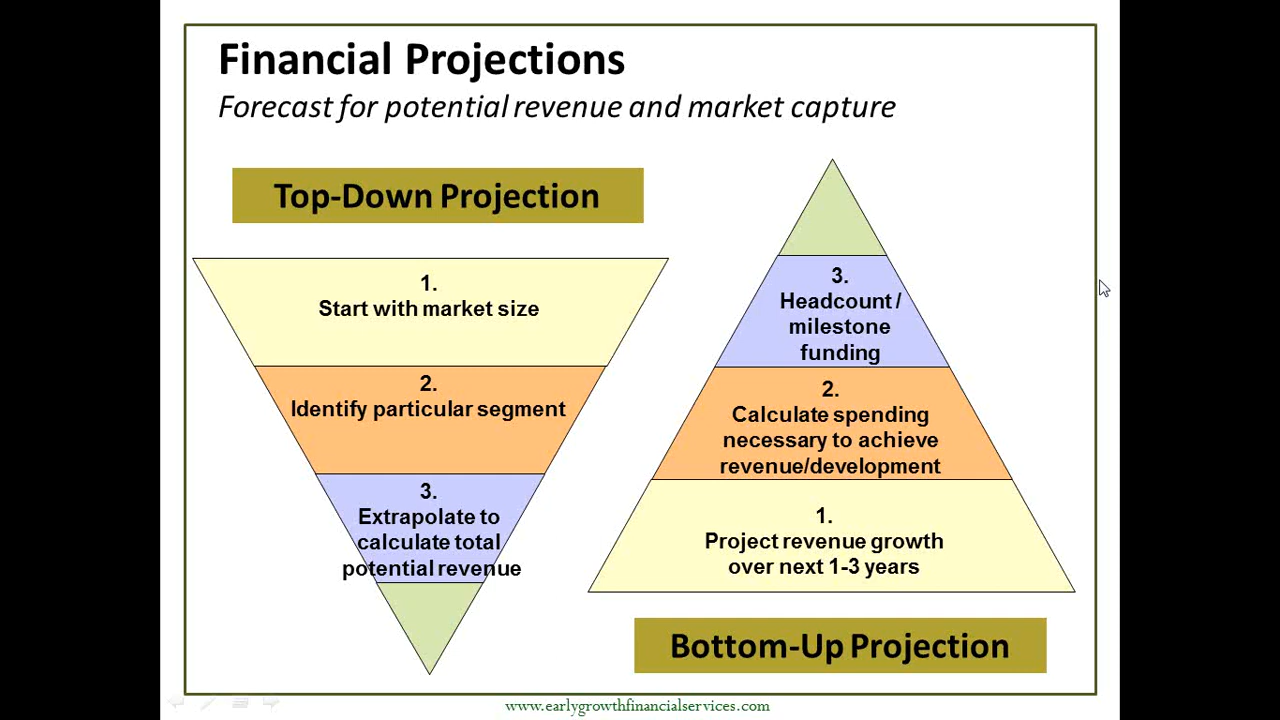 Financial Projections
Forecast for potential revenue and market capture
Top-Down Projection
1.
Start with market size
2.
Identify particular segment
3.
Extrapolate to
calculate total
potential revenue
3.
Headcount /
milestone
funding
2.
Calculate spending
necessary to achieve
revenue/development
1.
Project revenue growth
over next 1-3 years
Bottom-Up Projection
www.earlygrowthfinancialservices.com